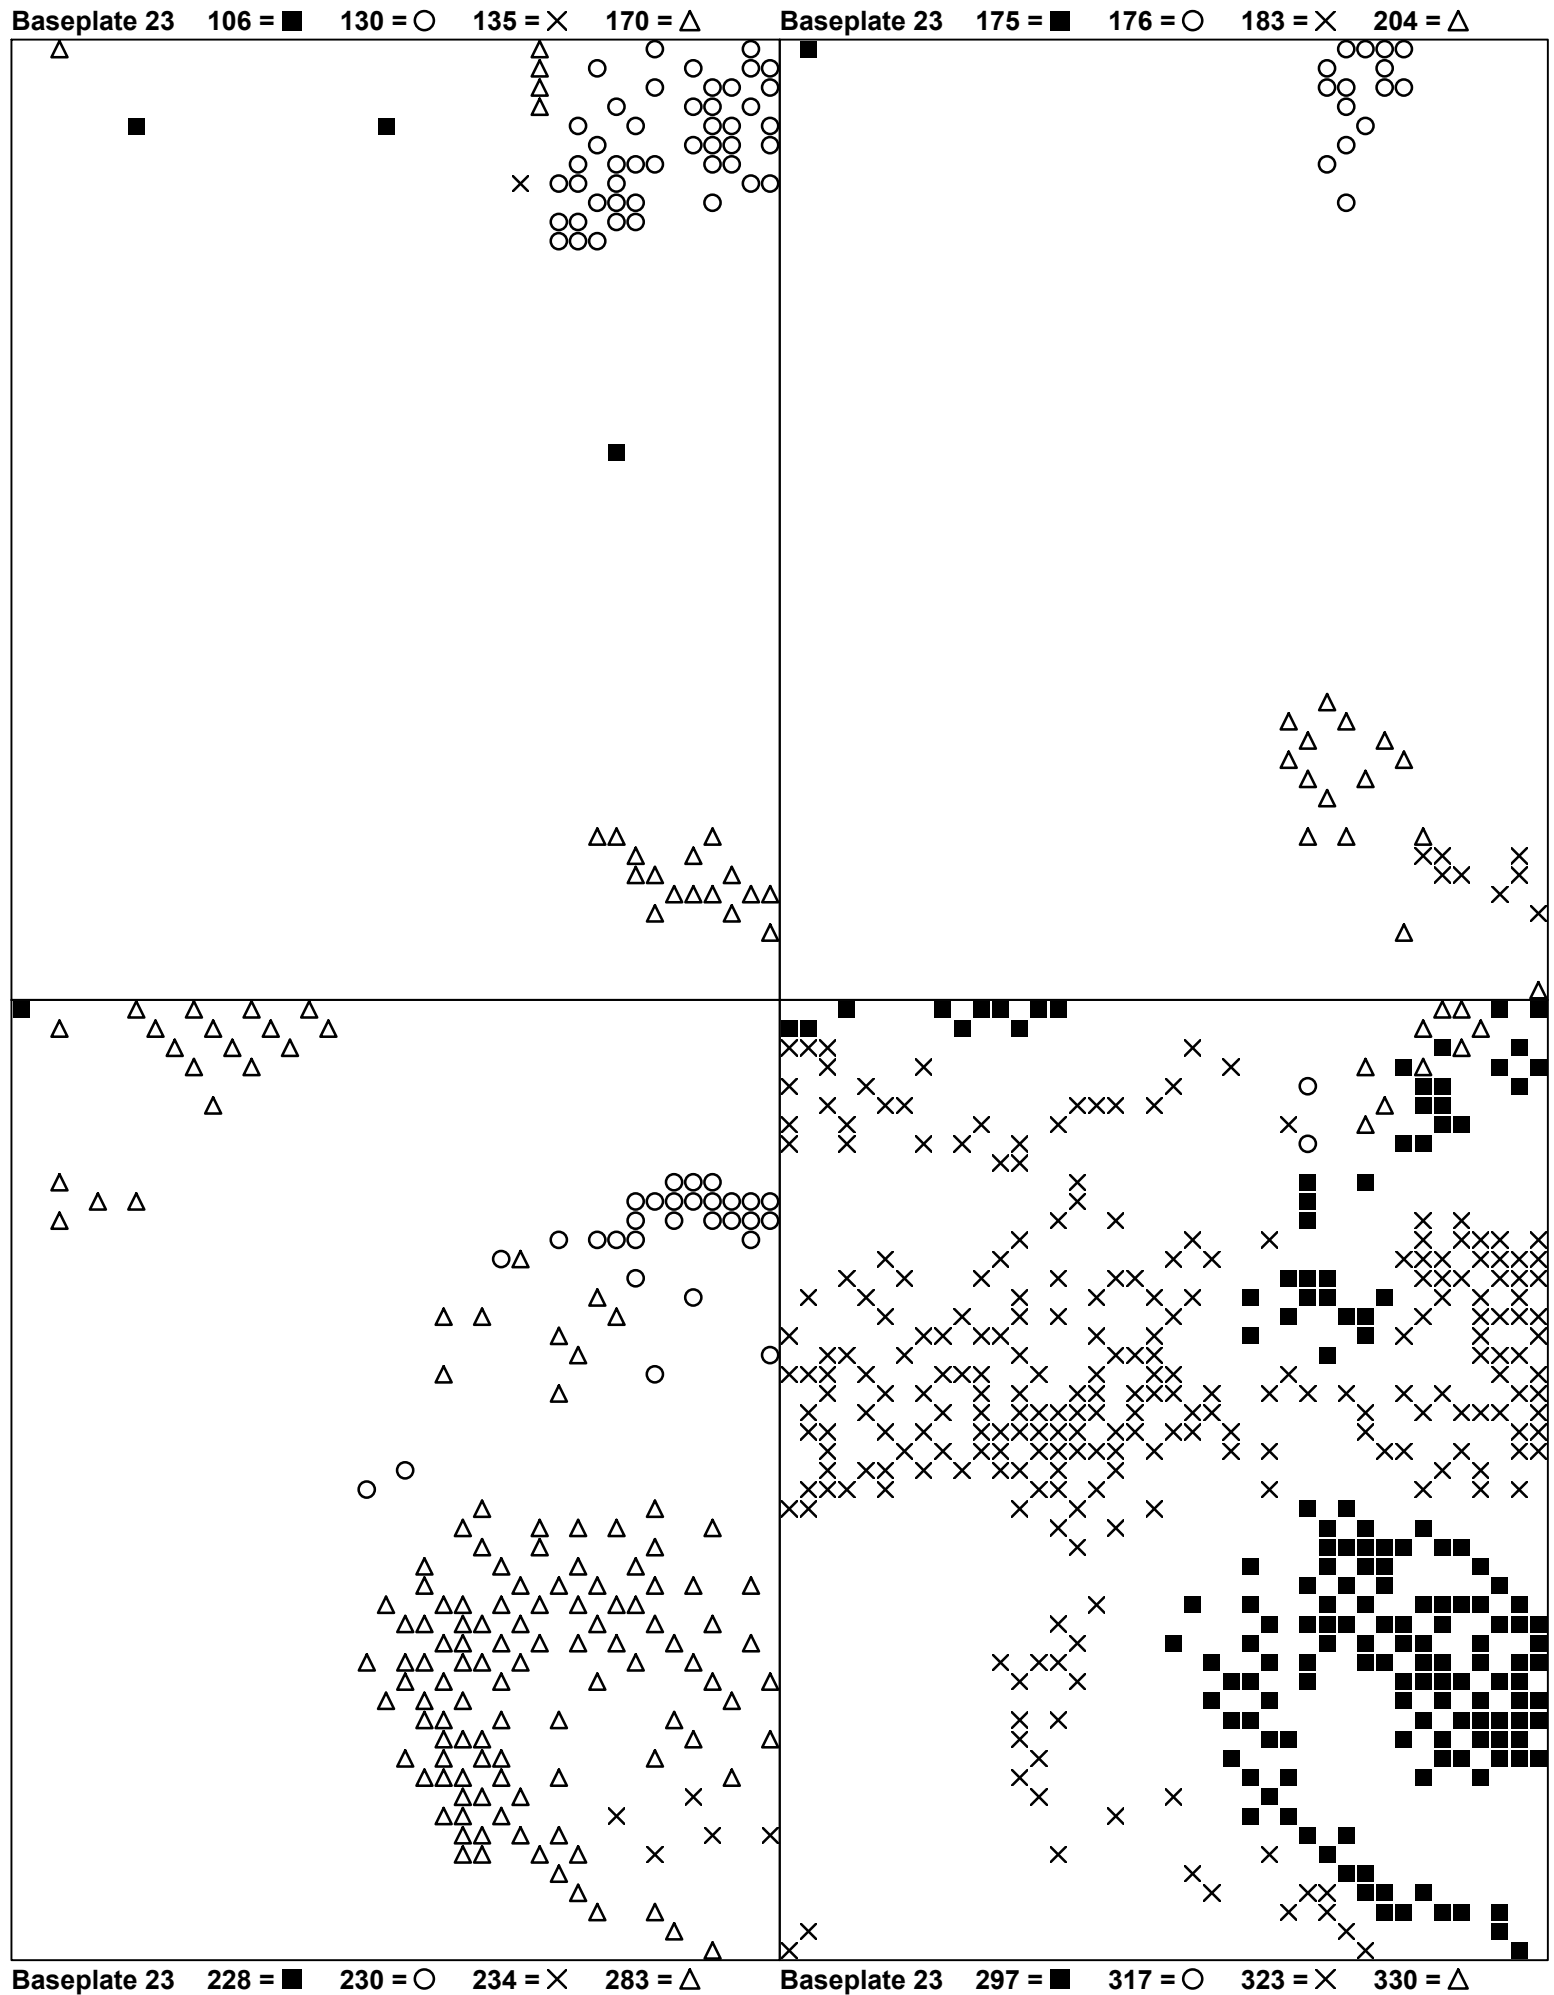 Baseplate 23 106 = ■ 130 = ○ 135 = × 170 = △
Baseplate 23 175 = ■ 176 = ○ 183 = × 204 = △
Baseplate 23 228 = ■ 230 = ○ 234 = × 283 = △
Baseplate 23 297 = ■ 317 = ○ 323 = × 330 = △